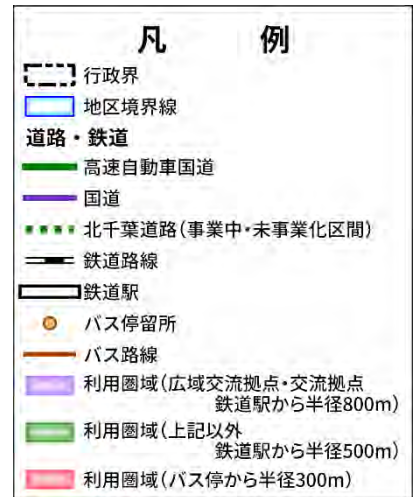 凡 例
行政界
地区境界線
道路・鉄道
高速自動車国道
国道
北千葉道路(事業中・未事業化区間)
鉄道路線
鉄道駅
バス停留所
バス路線
利用圏域(広域交流拠点・交流拠点
鉄道駅から半径800m)
利用圏域(上記以外
鉄道駅から半径500m)
利用圏域(バス停から半径300m)